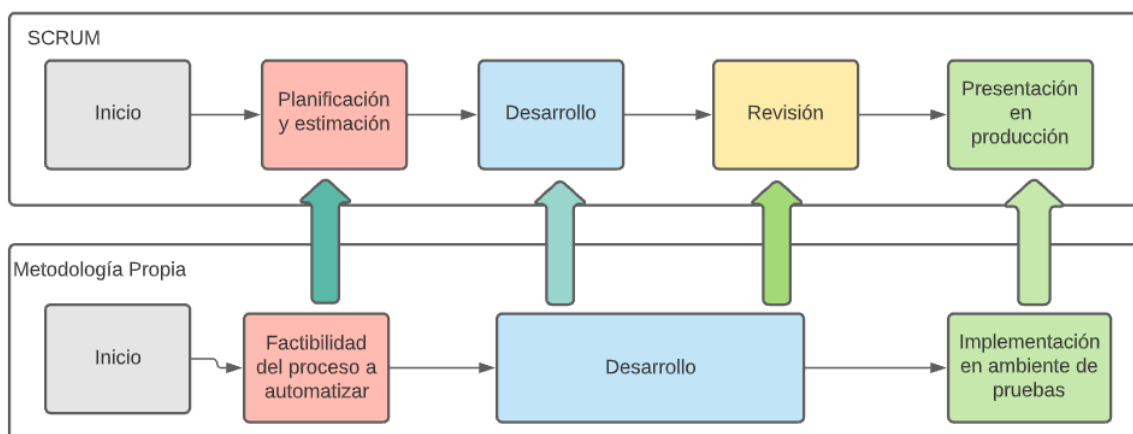 SCRUM
Inicio
Planificación
y estimación
Desarrollo
Revisión
Presentación
en
producción
Metodología Propia
Inicio
Factibilidad
del proceso a
automatizar
Desarrollo
Implementación
en ambiente de
pruebas